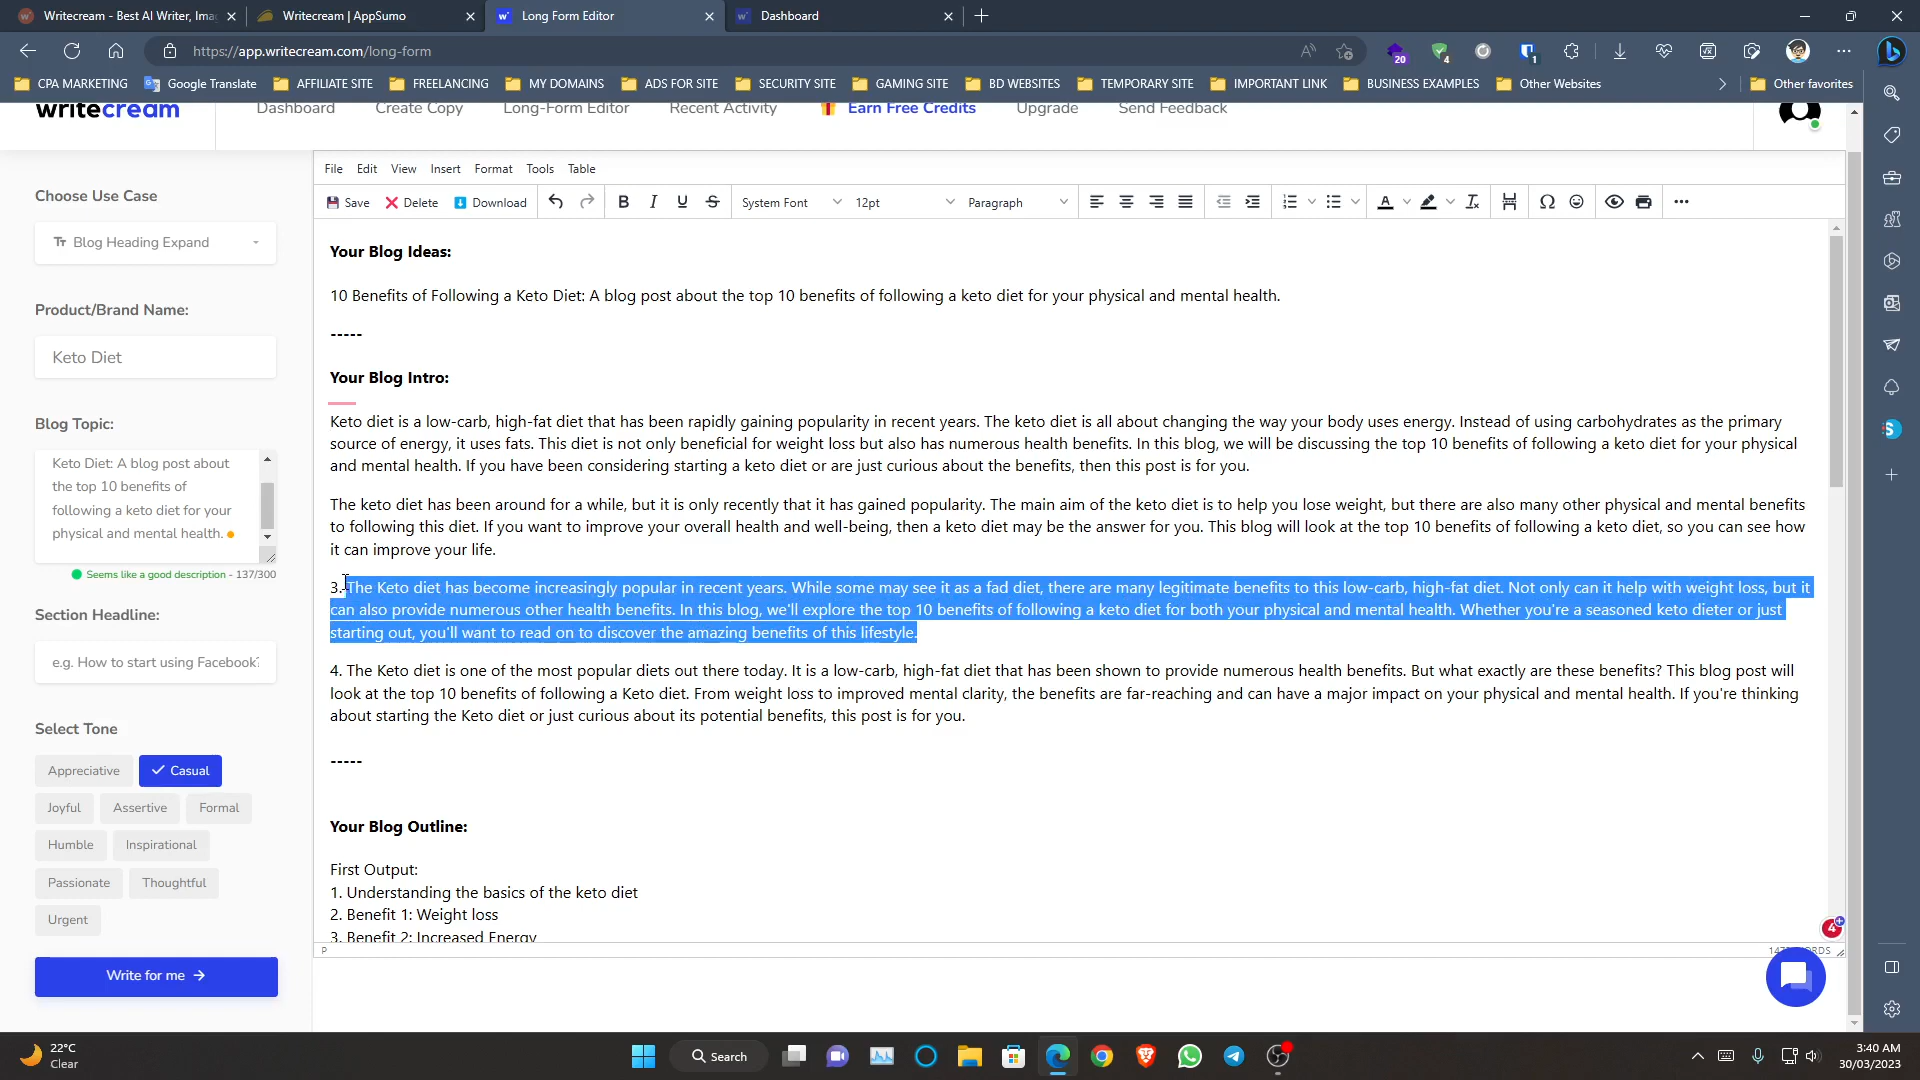 Writecream - Best AI Writer, Ima
Writecream | AppSumo
Long Form Editor
Dashboard
https://app.writecream.com/long-form
20
4
1
CPA MARKETING
Google Translate
AFFILIATE SITE
FREELANCING
MY DOMAINS
ADS FOR SITE
SECURITY SITE
GAMING SITE
BD WEBSITES
TEMPORARY SITE
IMPORTANT LINK
BUSINESS EXAMPLES
Other Websites
Other favorites
writecream
Dashboard
Create Copy
Long-Form Editor
Recent Activity
Earn Free Credits
Upgrade
Send Feedback
Choose Use Case
Blog Heading Expand
Product/Brand Name:
Keto Diet
Blog Topic:
Keto Diet: A blog post about
the top 10 benefits of
following a keto diet for your
physical and mental health.
Seems like a good description - 137/300
Section Headline:
e.g. How to start using Facebook?
Select Tone
Appreciative
Casual
Joyful
Assertive
Formal
Humble
Inspirational
Passionate
Thoughtful
Urgent
Write for me
File Edit View Insert Format Tools Table
Save Delete Download B I U S System Font 12pt Paragraph
Your Blog Ideas:
10 Benefits of Following a Keto Diet: A blog post about the top 10 benefits of following a keto diet for your physical and mental health.
-----
Your Blog Intro:
Keto diet is a low-carb, high-fat diet that has been rapidly gaining popularity in recent years. The keto diet is all about changing the way your body uses energy. Instead of using carbohydrates as the primary
source of energy, it uses fats. This diet is not only beneficial for weight loss but also has numerous health benefits. In this blog, we will be discussing the top 10 benefits of following a keto diet for your physical
and mental health. If you have been considering starting a keto diet or are just curious about the benefits, then this post is for you.
The keto diet has been around for a while, but it is only recently that it has gained popularity. The main aim of the keto diet is to help you lose weight, but there are also many other physical and mental benefits
to following this diet. If you want to improve your overall health and well-being, then a keto diet may be the answer for you. This blog will look at the top 10 benefits of following a keto diet, so you can see how
it can improve your life.
3. The Keto diet has become increasingly popular in recent years. While some may see it as a fad diet, there are many legitimate benefits to this low-carb, high-fat diet. Not only can it help with weight loss, but it
can also provide numerous other health benefits. In this blog, we'll explore the top 10 benefits of following a keto diet for both your physical and mental health. Whether you're a seasoned keto dieter or just
starting out, you'll want to read on to discover the amazing benefits of this lifestyle.
4. The Keto diet is one of the most popular diets out there today. It is a low-carb, high-fat diet that has been shown to provide numerous health benefits. But what exactly are these benefits? This blog post will
look at the top 10 benefits of following a Keto diet. From weight loss to improved mental clarity, the benefits are far-reaching and can have a major impact on your physical and mental health. If you're thinking
about starting the Keto diet or just curious about its potential benefits, this post is for you.
-----
Your Blog Outline:
First Output:
1. Understanding the basics of the keto diet
2. Benefit 1: Weight loss
3. Benefit 2: Increased Energy
P
4
22°C
Clear
Search
3:40 AM
30/03/2023